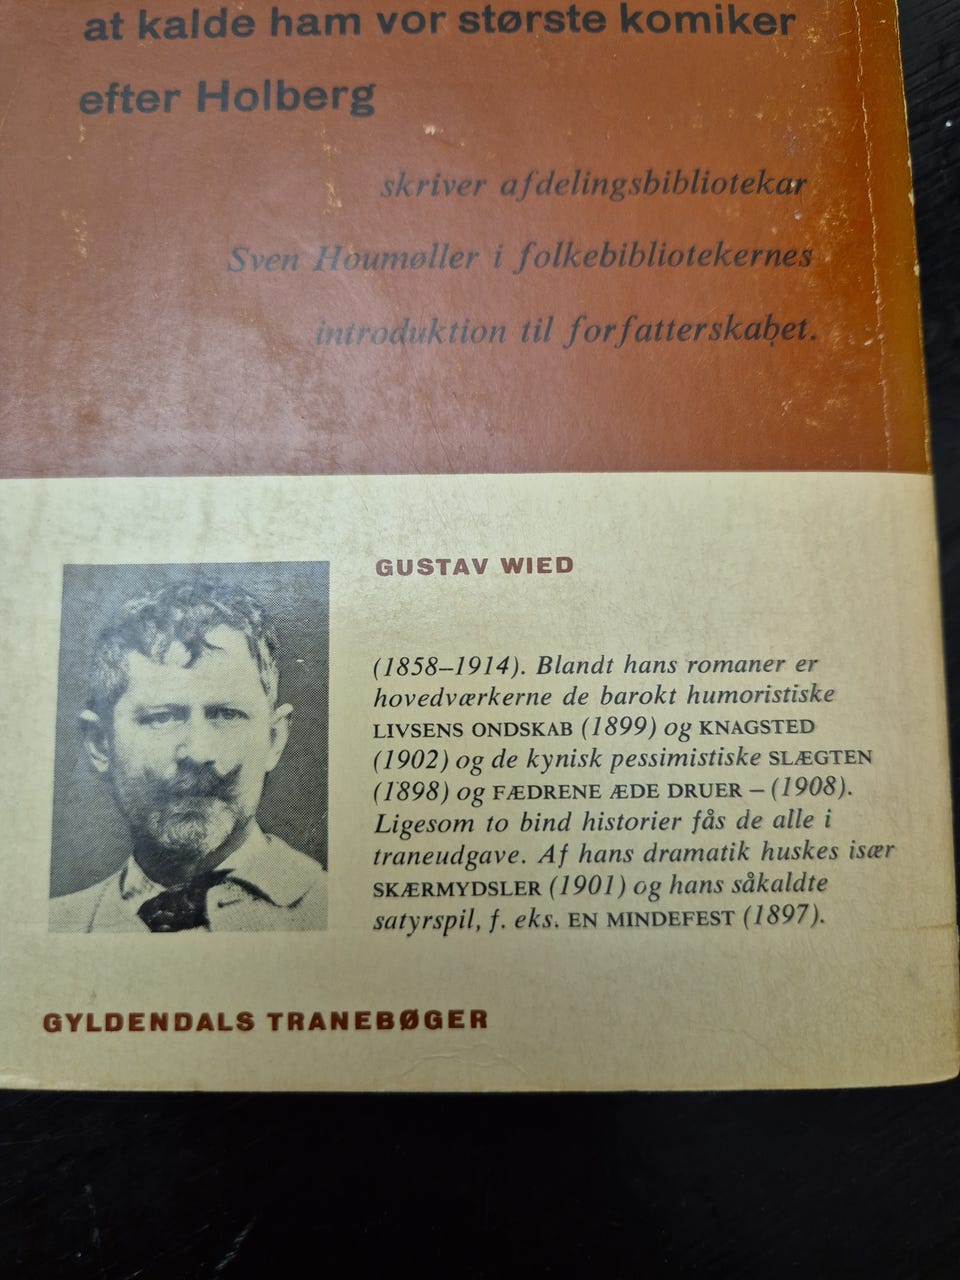 at kalde ham vor største komiker
efter Holberg
skriver afdelingsbibliotekar
Sven Houmøller i folkebibliotekernes
introduktion til forfatterskabet.
GUSTAV WIED
(1858–1914). Blandt hans romaner er
hovedværkerne de barokt humoristiske
LIVSENS ONDSKAB (1899) og KNAGSTED
(1902) og de kynisk pessimistiske SLÆGTEN
(1898) og FÆDRENE ÆDE DRUER – (1908).
Ligesom to bind historier fås de alle i
traneudgave. Af hans dramatik huskes især
SKÆRMYDSLER (1901) og hans såkaldte
satyrspil, f. eks. EN MINDEFEST (1897).
GYLDENDALS TRANEBØGER